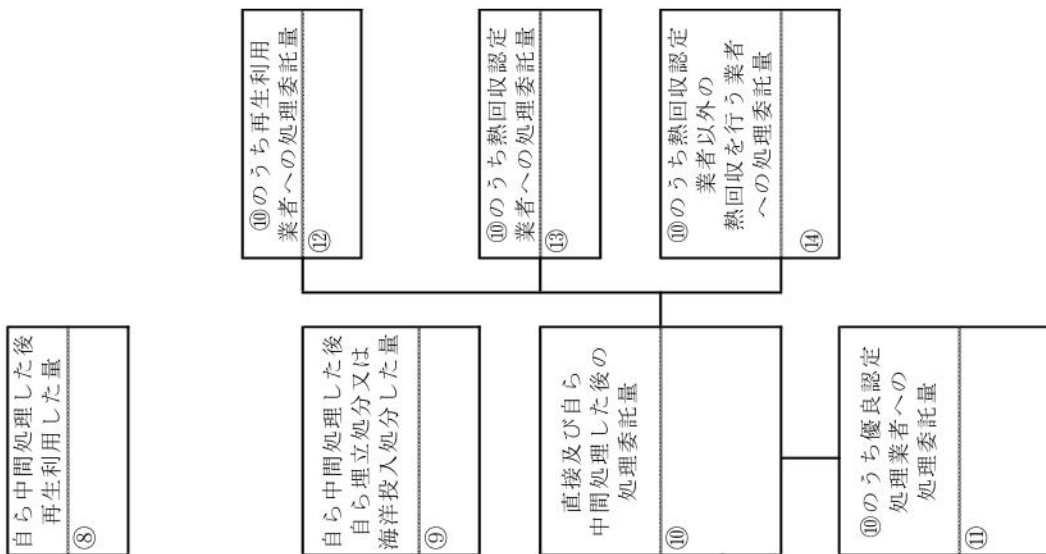 自ら中間処理した後
再生利用した量
⑧
自ら中間処理した後
自ら埋立処分又は
海洋投入処分した量
⑨
直接及び自ら
中間処理した後の
処理委託量
⑩
⑩のうち優良認定
処理業者への
処理委託量
⑪
⑩のうち再生利用
業者への処理委託量
⑫
⑩のうち熱回収認定
業者への処理委託量
⑬
⑩のうち熱回収認定
業者以外の
熱回収を行う業者
への処理委託量
⑭